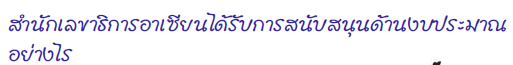 สำนักเลขาธิการอาเซียนได้รับการสนับสนุนด้านงบประมาณ
อย่างไร